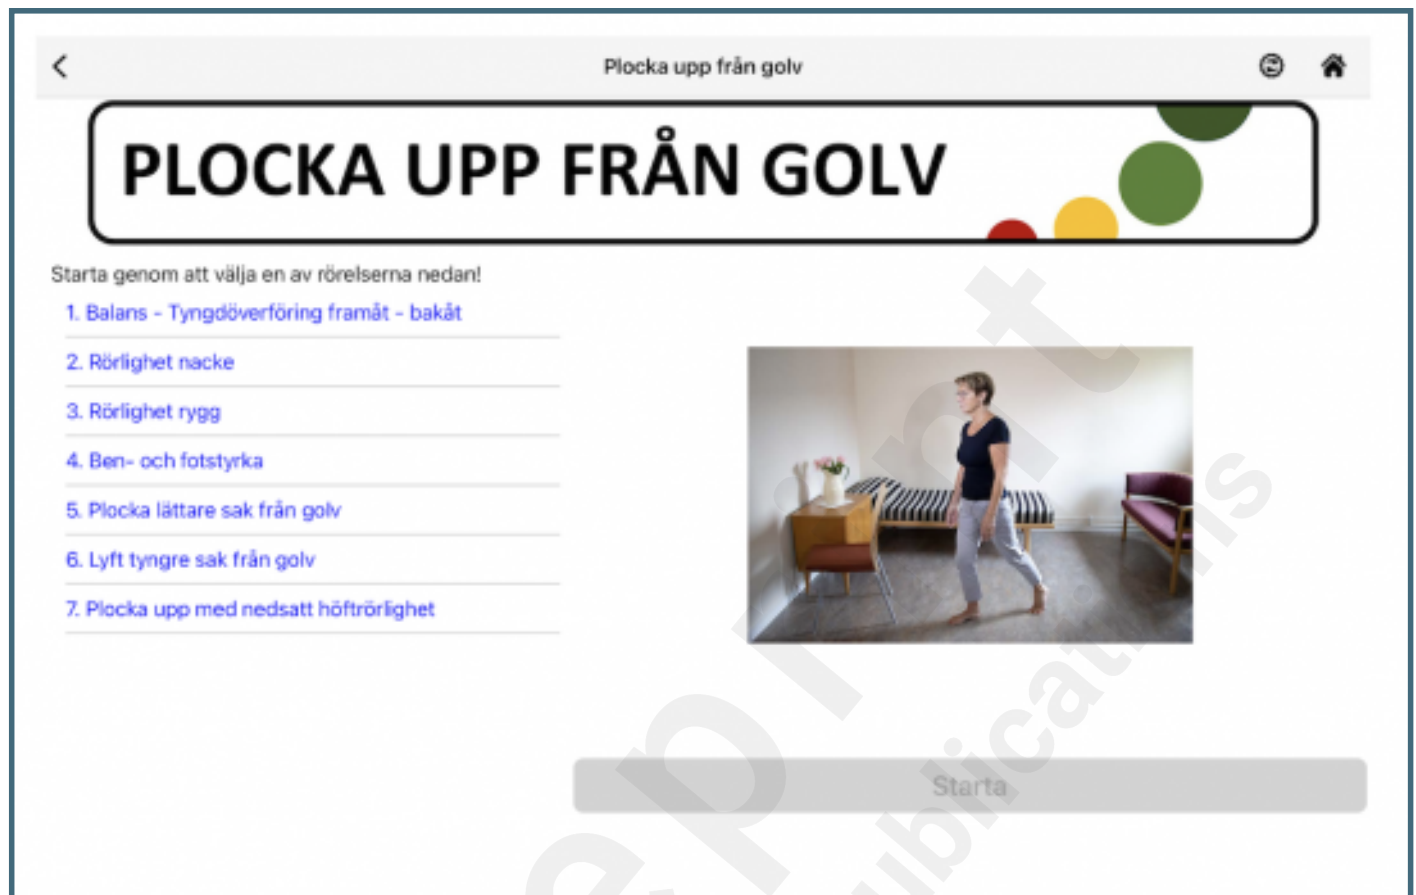 Plocka upp från golv
PLOCKA UPP FRÅN GOLV
Starta genom att välja en av rörelserna nedan!
1. Balans - Tyngdöverföring framåt - bakåt
2. Rörlighet nacke
3. Rörlighet rygg
4. Ben- och fotstyrka
5. Plocka lättare sak från golv
6. Lyft tyngre sak från golv
7. Plocka upp med nedsatt höftrörlighet
Starta